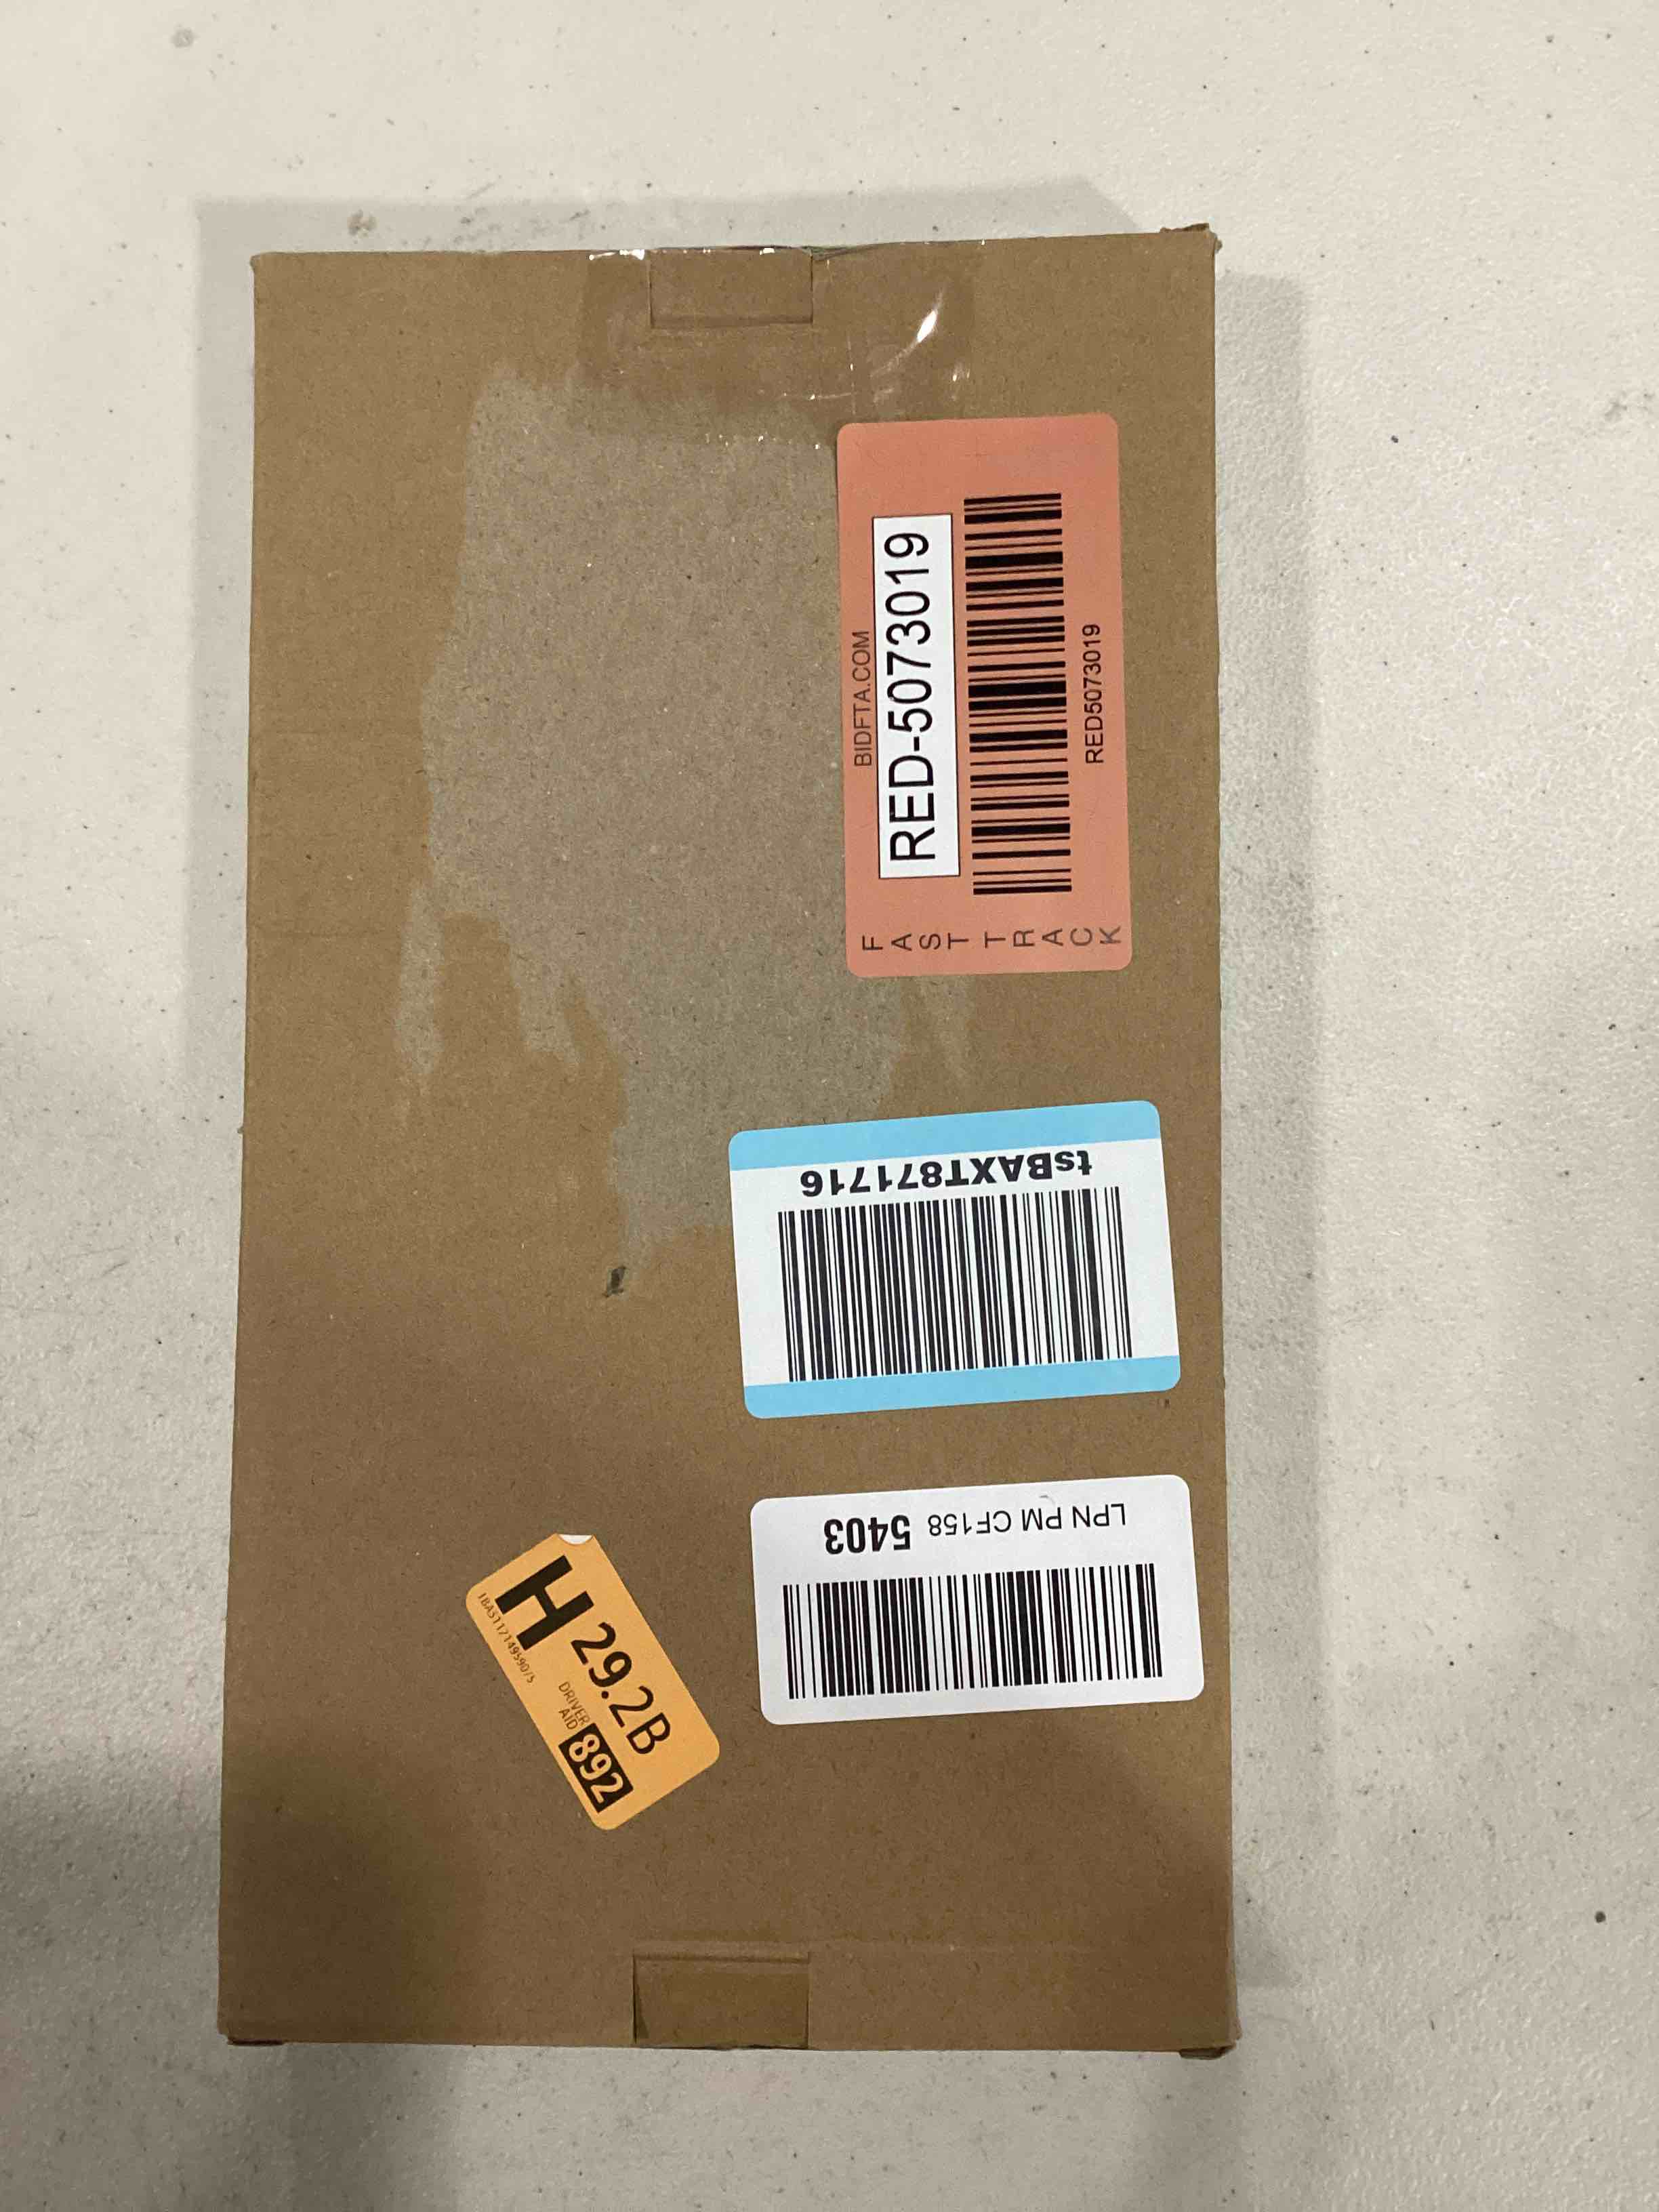 BIDFTA.COM
RED-5073019
RED5073019
FAST TRACK
tsBAXT871716
LPN PM CF158 5403
H 29.2B
DRIVER
AID
892